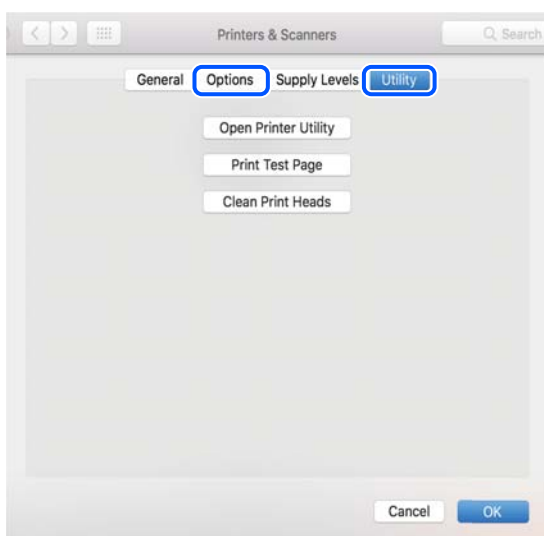 Printers & Scanners Search
General Options Supply Levels Utility
Open Printer Utility
Print Test Page
Clean Print Heads
Cancel OK